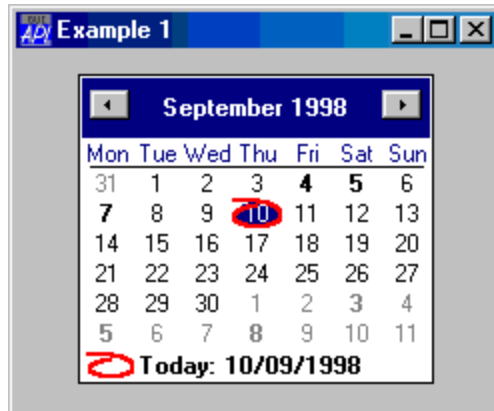 Example 1
September 1998
Mon Tue Wed Thu Fri Sat Sun
31 1 2 3 4 5 6
7 8 9 10 11 12 13
14 15 16 17 18 19 20
21 22 23 24 25 26 27
28 29 30 1 2 3 4
5 6 7 8 9 10 11
Today: 10/09/1998